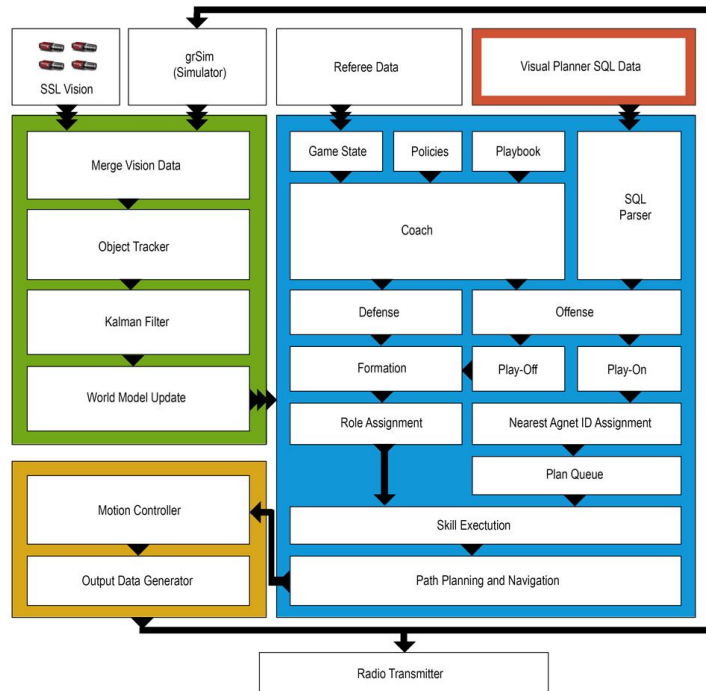 SSL Vision
grSim
(Simulator)
Referee Data
Visual Planner SQL Data
Merge Vision Data
Object Tracker
Kalman Filter
World Model Update
Game State
Policies
Playbook
Coach
SQL
Parser
Defense
Offense
Formation
Play-Off
Play-On
Role Assignment
Nearest Agnet ID Assignment
Plan Queue
Skill Exectution
Path Planning and Navigation
Motion Controller
Output Data Generator
Radio Transmitter